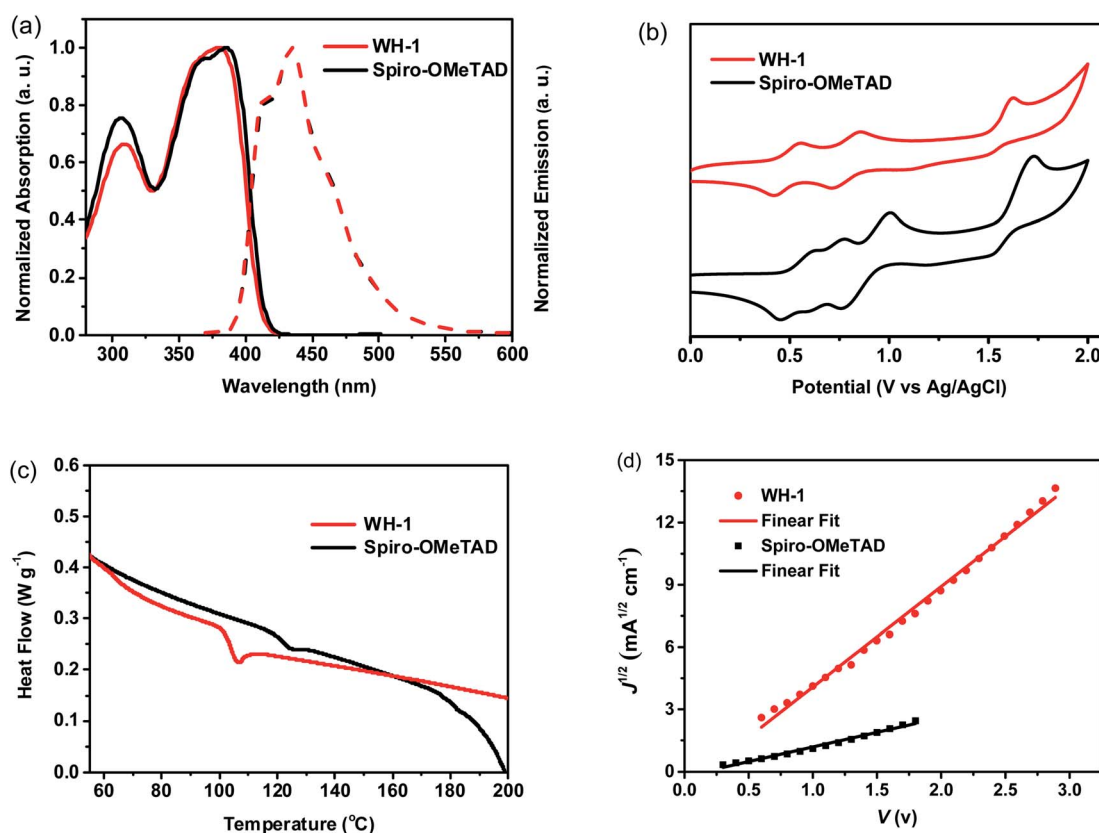 (a)
Normalized Absorption (a. u.)
1.0
0.8
0.6
0.4
0.2
0.0
WH-1
Spiro-OMeTAD
Normalized Emission (a. u.)
300 350 400 450 500 550 600
Wavelength (nm)
(b)
WH-1
Spiro-OMeTAD
0.0 0.5 1.0 1.5 2.0
Potential (V vs Ag/AgCl)
(c)
Heat Flow (W g⁻¹)
0.6
0.5
0.4
0.3
0.2
0.1
0.0
WH-1
Spiro-OMeTAD
60 80 100 120 140 160 180 200
Temperature (°C)
(d)
J¹ᐟ² (mA¹ᐟ² cm⁻¹)
15
12
9
6
3
0
WH-1
Finear Fit
Spiro-OMeTAD
Finear Fit
0.0 0.5 1.0 1.5 2.0 2.5 3.0
V (v)